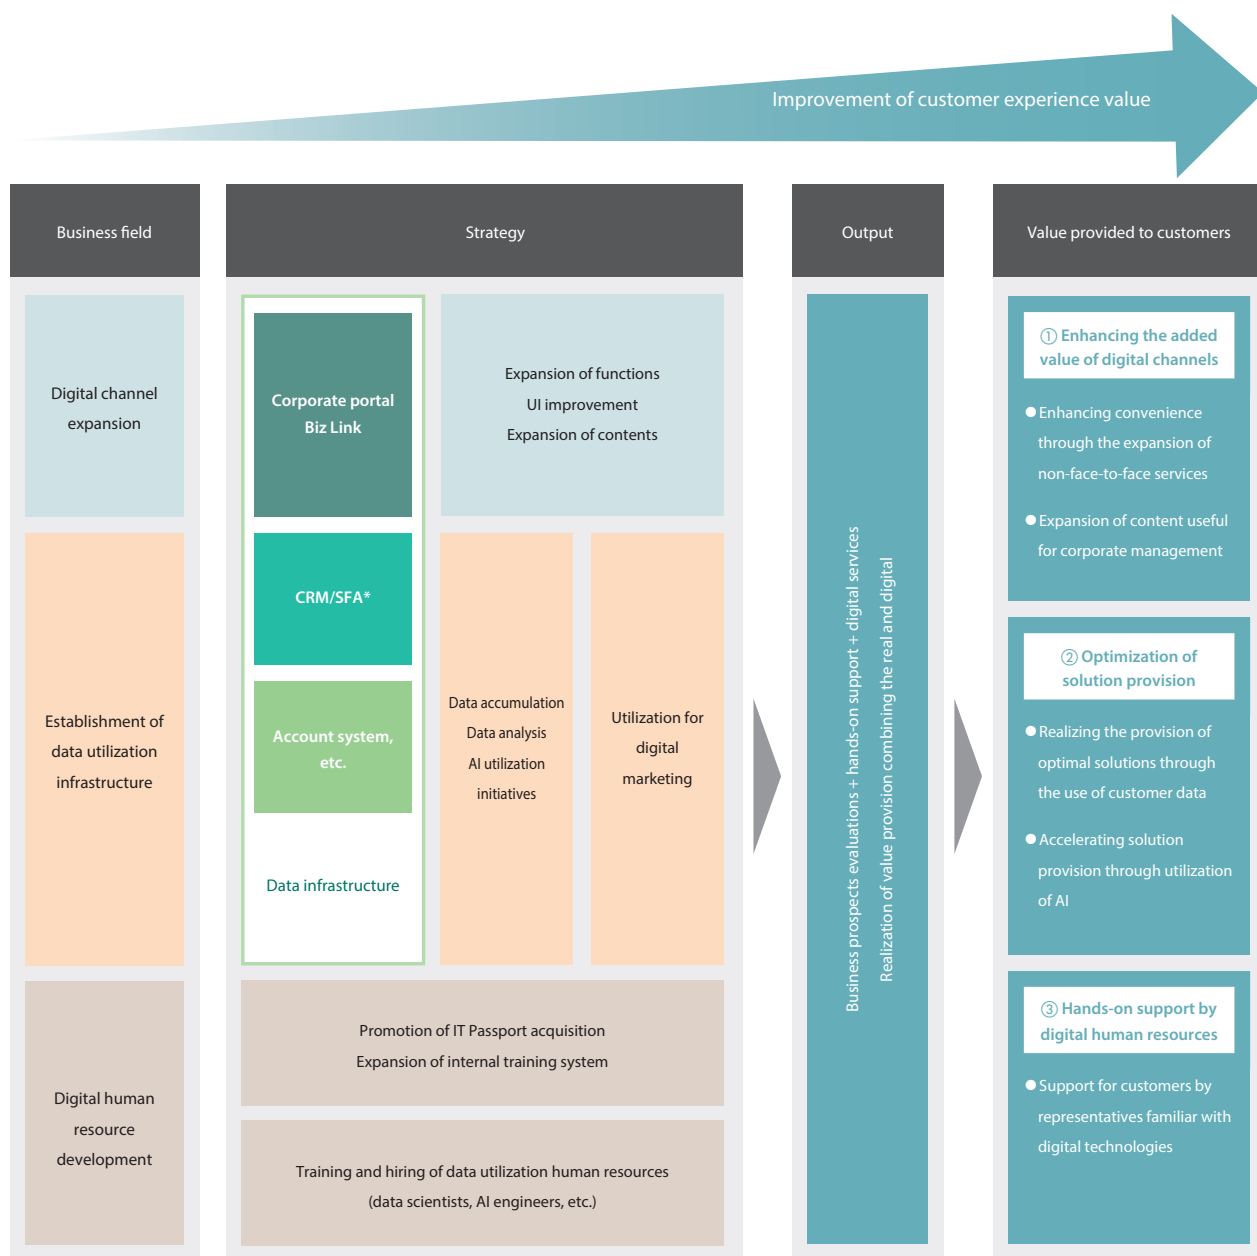 Improvement of customer experience value
Business field
Strategy
Output
Value provided to customers
Digital channel
expansion
Corporate portal
Biz Link
Expansion of functions
UI improvement
Expansion of contents
Establishment of
data utilization
infrastructure
CRM/SFA*
Account system,
etc.
Data infrastructure
Data accumulation
Data analysis
AI utilization
initiatives
Utilization for
digital
marketing
Digital human
resource
development
Promotion of IT Passport acquisition
Expansion of internal training system
Training and hiring of data utilization human resources
(data scientists, AI engineers, etc.)
Business prospects evaluations + hands-on support + digital services
Realization of value provision combining the real and digital
① Enhancing the added
value of digital channels
● Enhancing convenience
through the expansion of
non-face-to-face services
● Expansion of content useful
for corporate management
② Optimization of
solution provision
● Realizing the provision of
optimal solutions through
the use of customer data
● Accelerating solution
provision through utilization
of AI
③ Hands-on support by
digital human resources
● Support for customers by
representatives familiar with
digital technologies